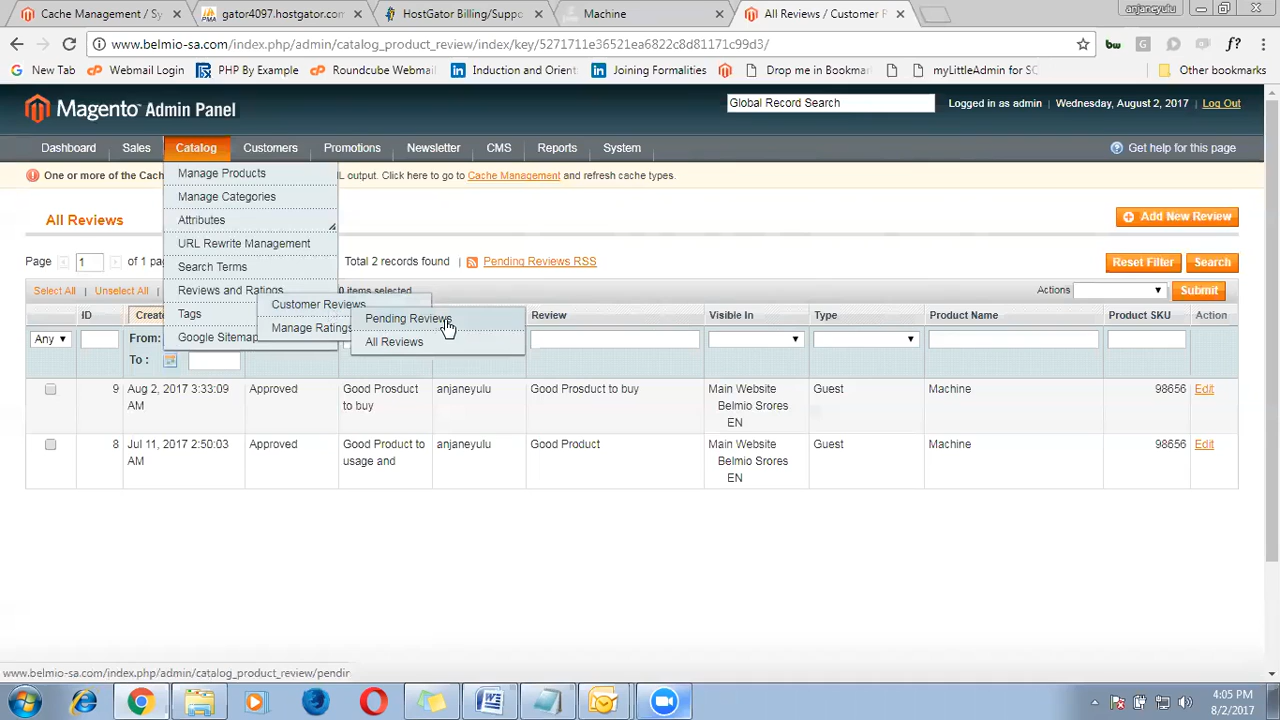 Cache Management / Sy
gator4097.hostgator.com
HostGator Billing/Suppo
Machine
All Reviews / Customer R
anjaneyulu
www.belmio-sa.com/index.php/admin/catalog_product_review/index/key/5271711e36521ea6822c8d81171c99d3/
New Tab
Webmail Login
PHP By Example
Roundcube Webmail
Induction and Orient
Joining Formalities
Drop me in Bookmar
myLittleAdmin for SC
Other bookmarks
Magento Admin Panel
Global Record Search
Logged in as admin | Wednesday, August 2, 2017 | Log Out
Dashboard
Sales
Catalog
Customers
Promotions
Newsletter
CMS
Reports
System
Get help for this page
One or more of the Cac
L output. Click here to go to Cache Management and refresh cache types.
Manage Products
Manage Categories
Attributes
URL Rewrite Management
Search Terms
Reviews and Ratings
Tags
Google Sitemap
Customer Reviews
Manage Ratings
Pending Reviews
All Reviews
All Reviews
Add New Review
Page 1 of 1 pa
Total 2 records found
Pending Reviews RSS
Reset Filter
Search
Select All | Unselect All
0 items selected
Actions
Submit
ID
Create
Review
Visible In
Type
Product Name
Product SKU
Action
Any
From:
To :
9 Aug 2, 2017 3:33:09 AM Approved Good Prosduct to buy anjaneyulu Good Prosduct to buy Main Website Belmio Srores EN Guest Machine 98656 Edit
8 Jul 11, 2017 2:50:03 AM Approved Good Product to usage and anjaneyulu Good Product Main Website Belmio Srores EN Guest Machine 98656 Edit
www.belmio-sa.com/index.php/admin/catalog_product_review/pendir
4:05 PM
8/2/2017